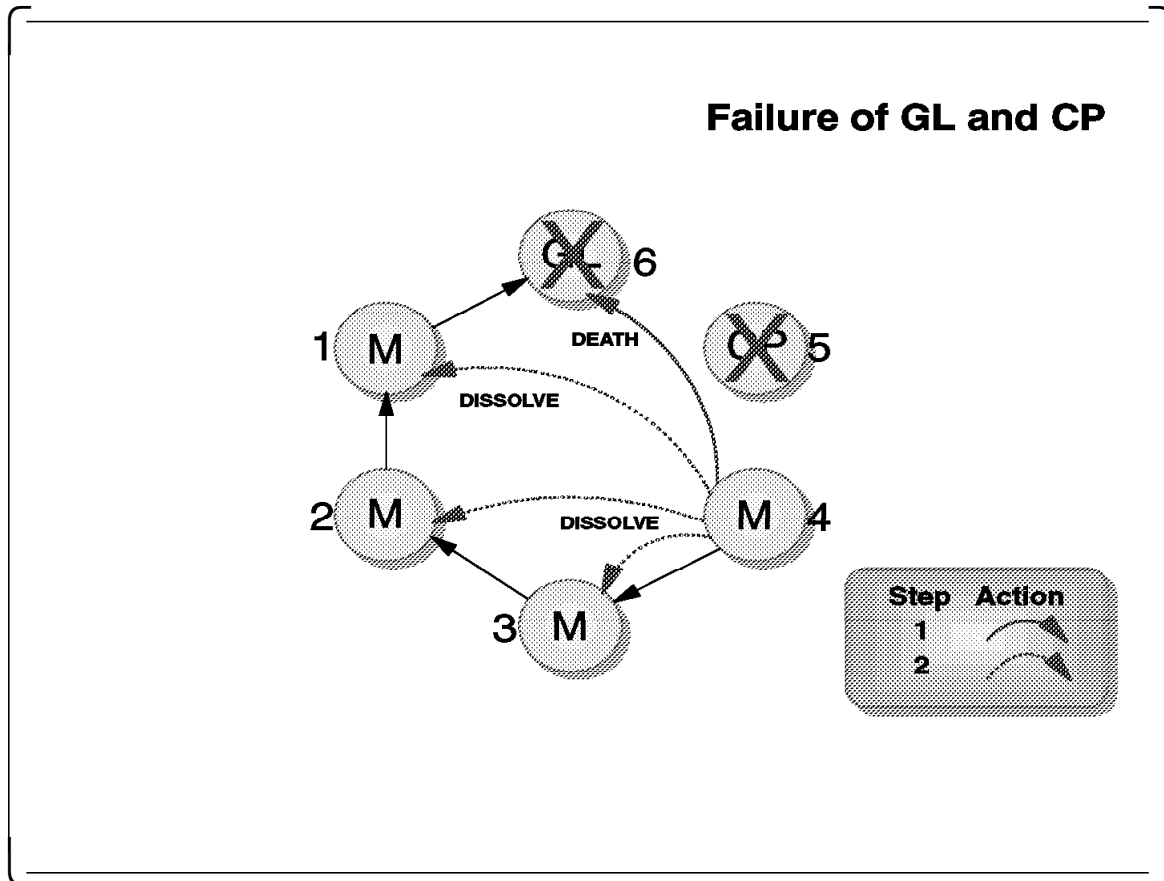 Failure of GL and CP
GL 6
CP 5
1 M
DEATH
DISSOLVE
2 M
DISSOLVE
M 4
3 M
Step Action
1
2